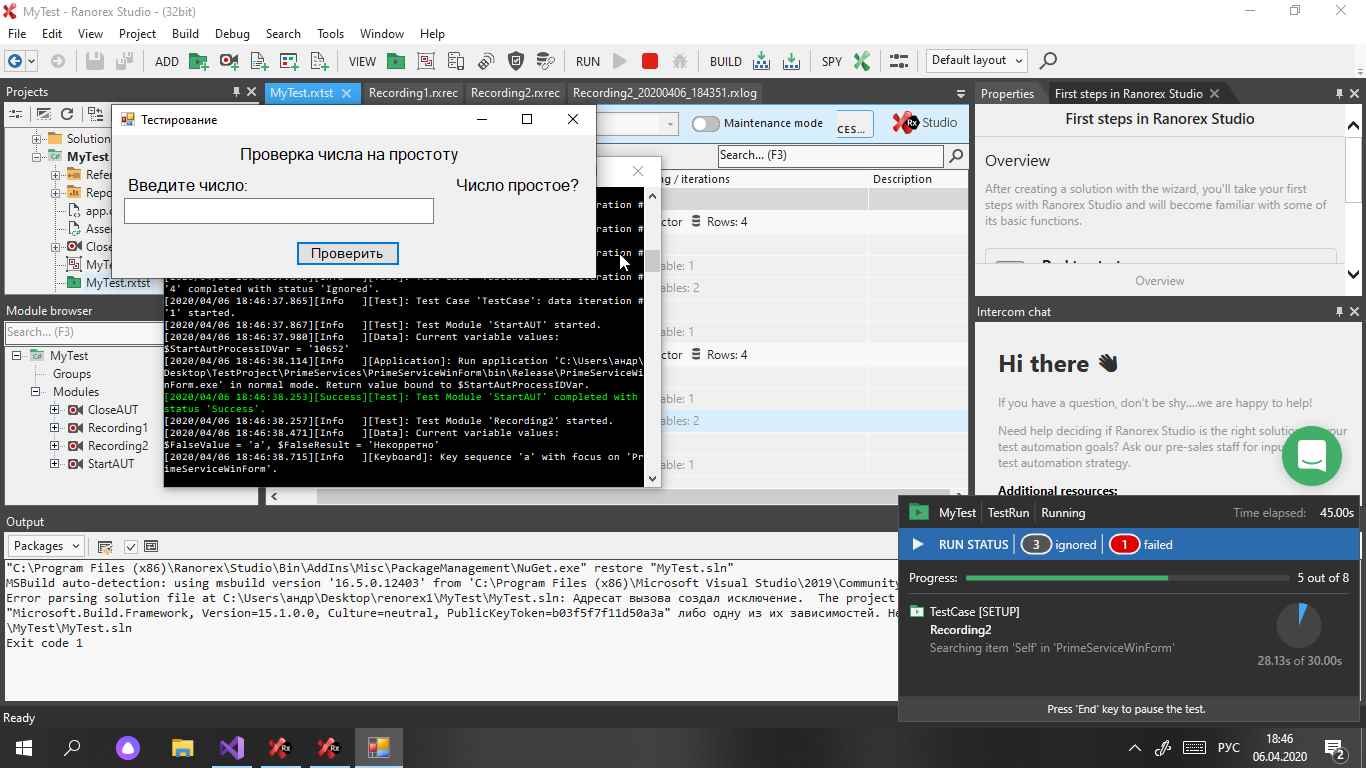 MyTest - Ranorex Studio - (32bit)
File Edit View Project Build Debug Search Tools Window Help
ADD VIEW RUN BUILD SPY Default layout
Projects
MyTest.rxtst Recording1.rxrec Recording2.rxrec Recording2_20200406_184351.rxlog
Properties First steps in Ranorex Studio
Solution
MyTest
Refer
Repo
app.c
Assem
Close
MyTe
MyTest.rxtst
Тестирование
Проверка числа на простоту
Введите число:
Число простое?
Проверить
Maintenance mode
CES...
Studio
Search... (F3)
g / iterations
Description
ctor Rows: 4
able: 1
ables: 2
able: 1
ctor Rows: 4
able: 1
ables: 2
able: 1
ration #
ration #
ration #
'4' completed with status 'Ignored'.
[2020/04/06 18:46:37.865][Info ][Test]: Test Case 'TestCase': data iteration #
'1' started.
[2020/04/06 18:46:37.867][Info ][Test]: Test Module 'StartAUT' started.
[2020/04/06 18:46:37.980][Info ][Data]: Current variable values:
$StartAutProcessIDVar = '10652'
[2020/04/06 18:46:38.114][Info ][Application]: Run application 'C:\Users\андр\
Desktop\TestProject\PrimeServices\PrimeServiceWinForm\bin\Release\PrimeServiceWi
nForm.exe' in normal mode. Return value bound to $StartAutProcessIDVar.
[2020/04/06 18:46:38.253][Success][Test]: Test Module 'StartAUT' completed with
status 'Success'.
[2020/04/06 18:46:38.257][Info ][Test]: Test Module 'Recording2' started.
[2020/04/06 18:46:38.471][Info ][Data]: Current variable values:
$FalseValue = 'a', $FalseResult = 'Некорретно'
[2020/04/06 18:46:38.715][Info ][Keyboard]: Key sequence 'a' with focus on 'Pr
imeServiceWinForm'.
Module browser
Search... (F3)
MyTest
Groups
Modules
CloseAUT
Recording1
Recording2
StartAUT
First steps in Ranorex Studio
Overview
After creating a solution with the wizard, you'll take your first
steps with Ranorex Studio and will become familiar with some of
its basic functions.
Overview
Intercom chat
Hi there
If you have a question, don't be shy....we are happy to help!
Need help deciding if Ranorex Studio is the right solution your
test automation goals? Ask our pre-sales staff for inpu
test automation strategy.
Additional resources:
Output
Packages
"C:\Program Files (x86)\Ranorex\Studio\Bin\AddIns\Misc\PackageManagement\NuGet.exe" restore "MyTest.sln"
MSBuild auto-detection: using msbuild version '16.5.0.12403' from 'C:\Program Files (x86)\Microsoft Visual Studio\2019\Community
Error parsing solution file at C:\Users\андр\Desktop\renorex1\MyTest\MyTest.sln: Адресат вызова создал исключение. The project
"Microsoft.Build.Framework, Version=15.1.0.0, Culture=neutral, PublicKeyToken=b03f5f7f11d50a3a" либо одну из их зависимостей. Не
\MyTest\MyTest.sln
Exit code 1
MyTest TestRun Running Time elapsed: 45.00s
RUN STATUS 3 ignored 1 failed
Progress: 5 out of 8
TestCase [SETUP]
Recording2
Searching item 'Self' in 'PrimeServiceWinForm'
28.13s of 30.00s
Press 'End' key to pause the test.
Ready
РУС
18:46
06.04.2020
2